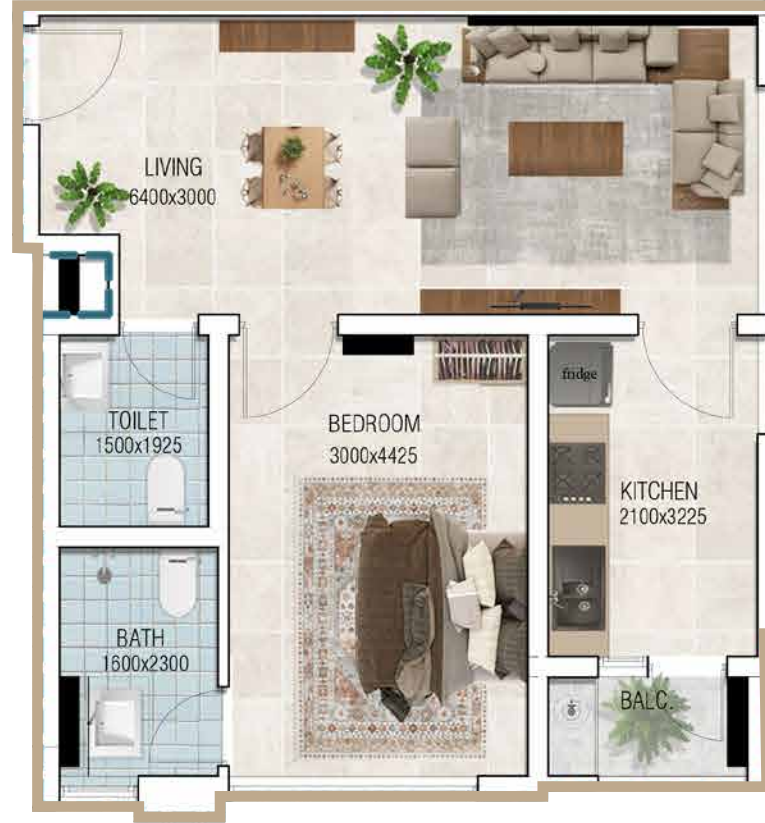 LIVING
6400x3000
fridge
TOILET
1500x1925
BEDROOM
3000x4425
KITCHEN
2100x3225
BATH
1600x2300
BALC.